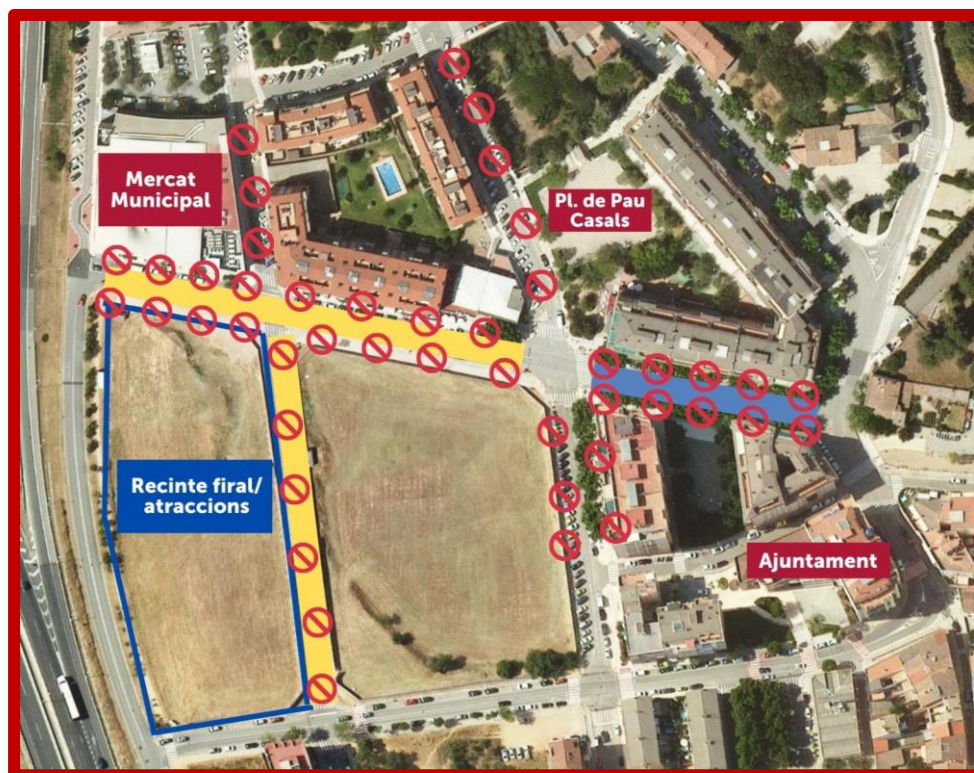 Mercat
Municipal
Pl. de Pau
Casals
Recinte firal/
atraccions
Ajuntament